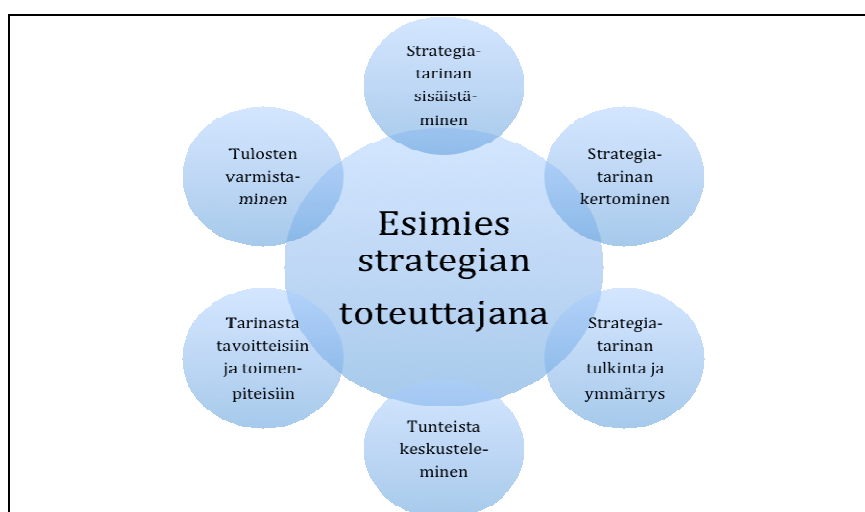 Strategia-
tarinan
sisäistä-
minen
Strategia-
tarinan
kertominen
Strategia-
tarinan
tulkinta ja
ymmärrys
Tunteista
keskustele-
minen
Tarinasta
tavoitteisiin
ja toimen-
piteisiin
Tulosten
varmista-
minen
Esimies
strategian
toteuttajana